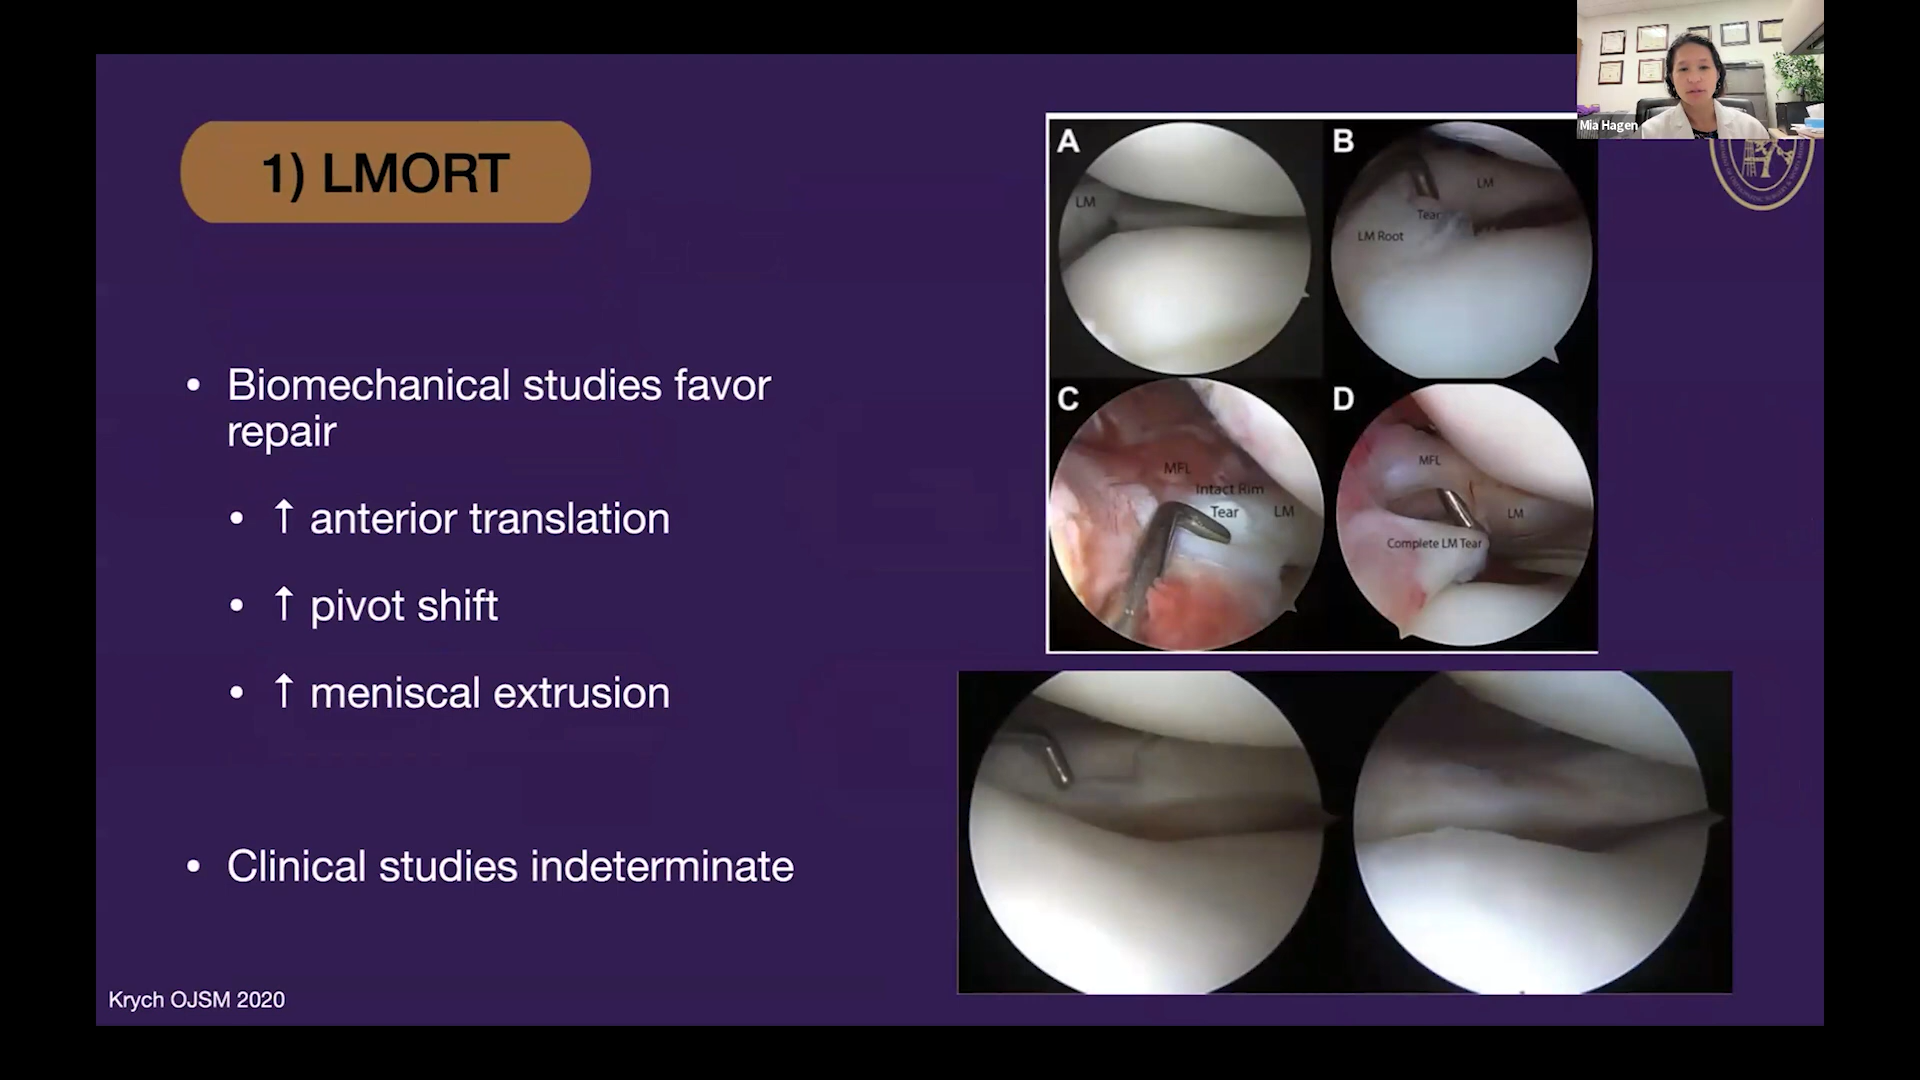 Mia Hagen
1) LMORT
• Biomechanical studies favor
repair
• ↑ anterior translation
• ↑ pivot shift
• ↑ meniscal extrusion
• Clinical studies indeterminate
Krych OJSM 2020
A
LM
B
LM
Tear
LM Root
C
MFL
Intact Rim
Tear
LM
D
MFL
LM
Complete LM Tear